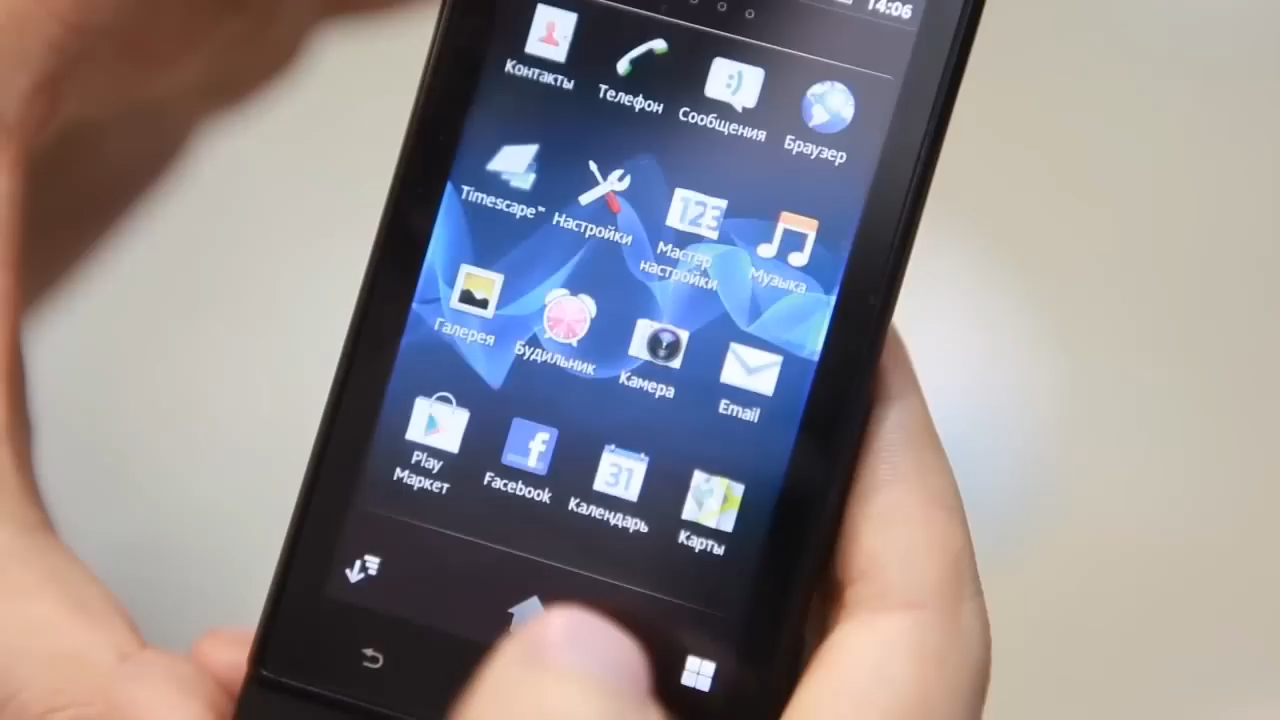 14:06
Контакты
Телефон
Сообщения
Браузер
Timescape™
Настройки
Мастер
настройки
123
Музыка
Галерея
Будильник
Камера
Email
Play
Маркет
Facebook
f
Календарь
31
Карты